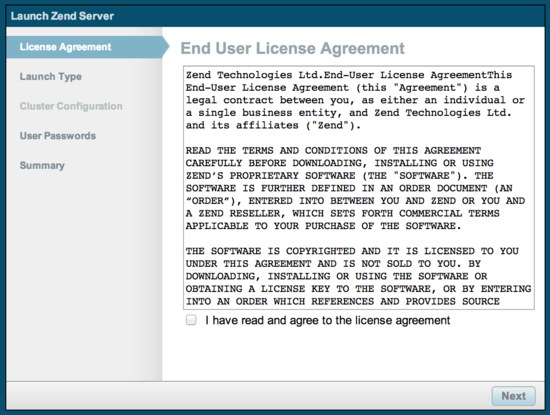 Launch Zend Server
License Agreement
Launch Type
Cluster Configuration
User Passwords
Summary
End User License Agreement
Zend Technologies Ltd.End-User License AgreementThis
End-User License Agreement (this "Agreement") is a
legal contract between you, as either an individual or
a single business entity, and Zend Technologies Ltd.
and its affiliates ("Zend").
READ THE TERMS AND CONDITIONS OF THIS AGREEMENT
CAREFULLY BEFORE DOWNLOADING, INSTALLING OR USING
ZEND’S PROPRIETARY SOFTWARE (THE "SOFTWARE"). THE
SOFTWARE IS FURTHER DEFINED IN AN ORDER DOCUMENT (AN
“ORDER”), ENTERED INTO BETWEEN YOU AND ZEND OR YOU AND
A ZEND RESELLER, WHICH SETS FORTH COMMERCIAL TERMS
APPLICABLE TO YOUR PURCHASE OF THE SOFTWARE.
THE SOFTWARE IS COPYRIGHTED AND IT IS LICENSED TO YOU
UNDER THIS AGREEMENT AND IS NOT SOLD TO YOU. BY
DOWNLOADING, INSTALLING OR USING THE SOFTWARE OR
OBTAINING A LICENSE KEY TO THE SOFTWARE, OR BY ENTERING
INTO AN ORDER WHICH REFERENCES AND PROVIDES SOURCE
I have read and agree to the license agreement
Next